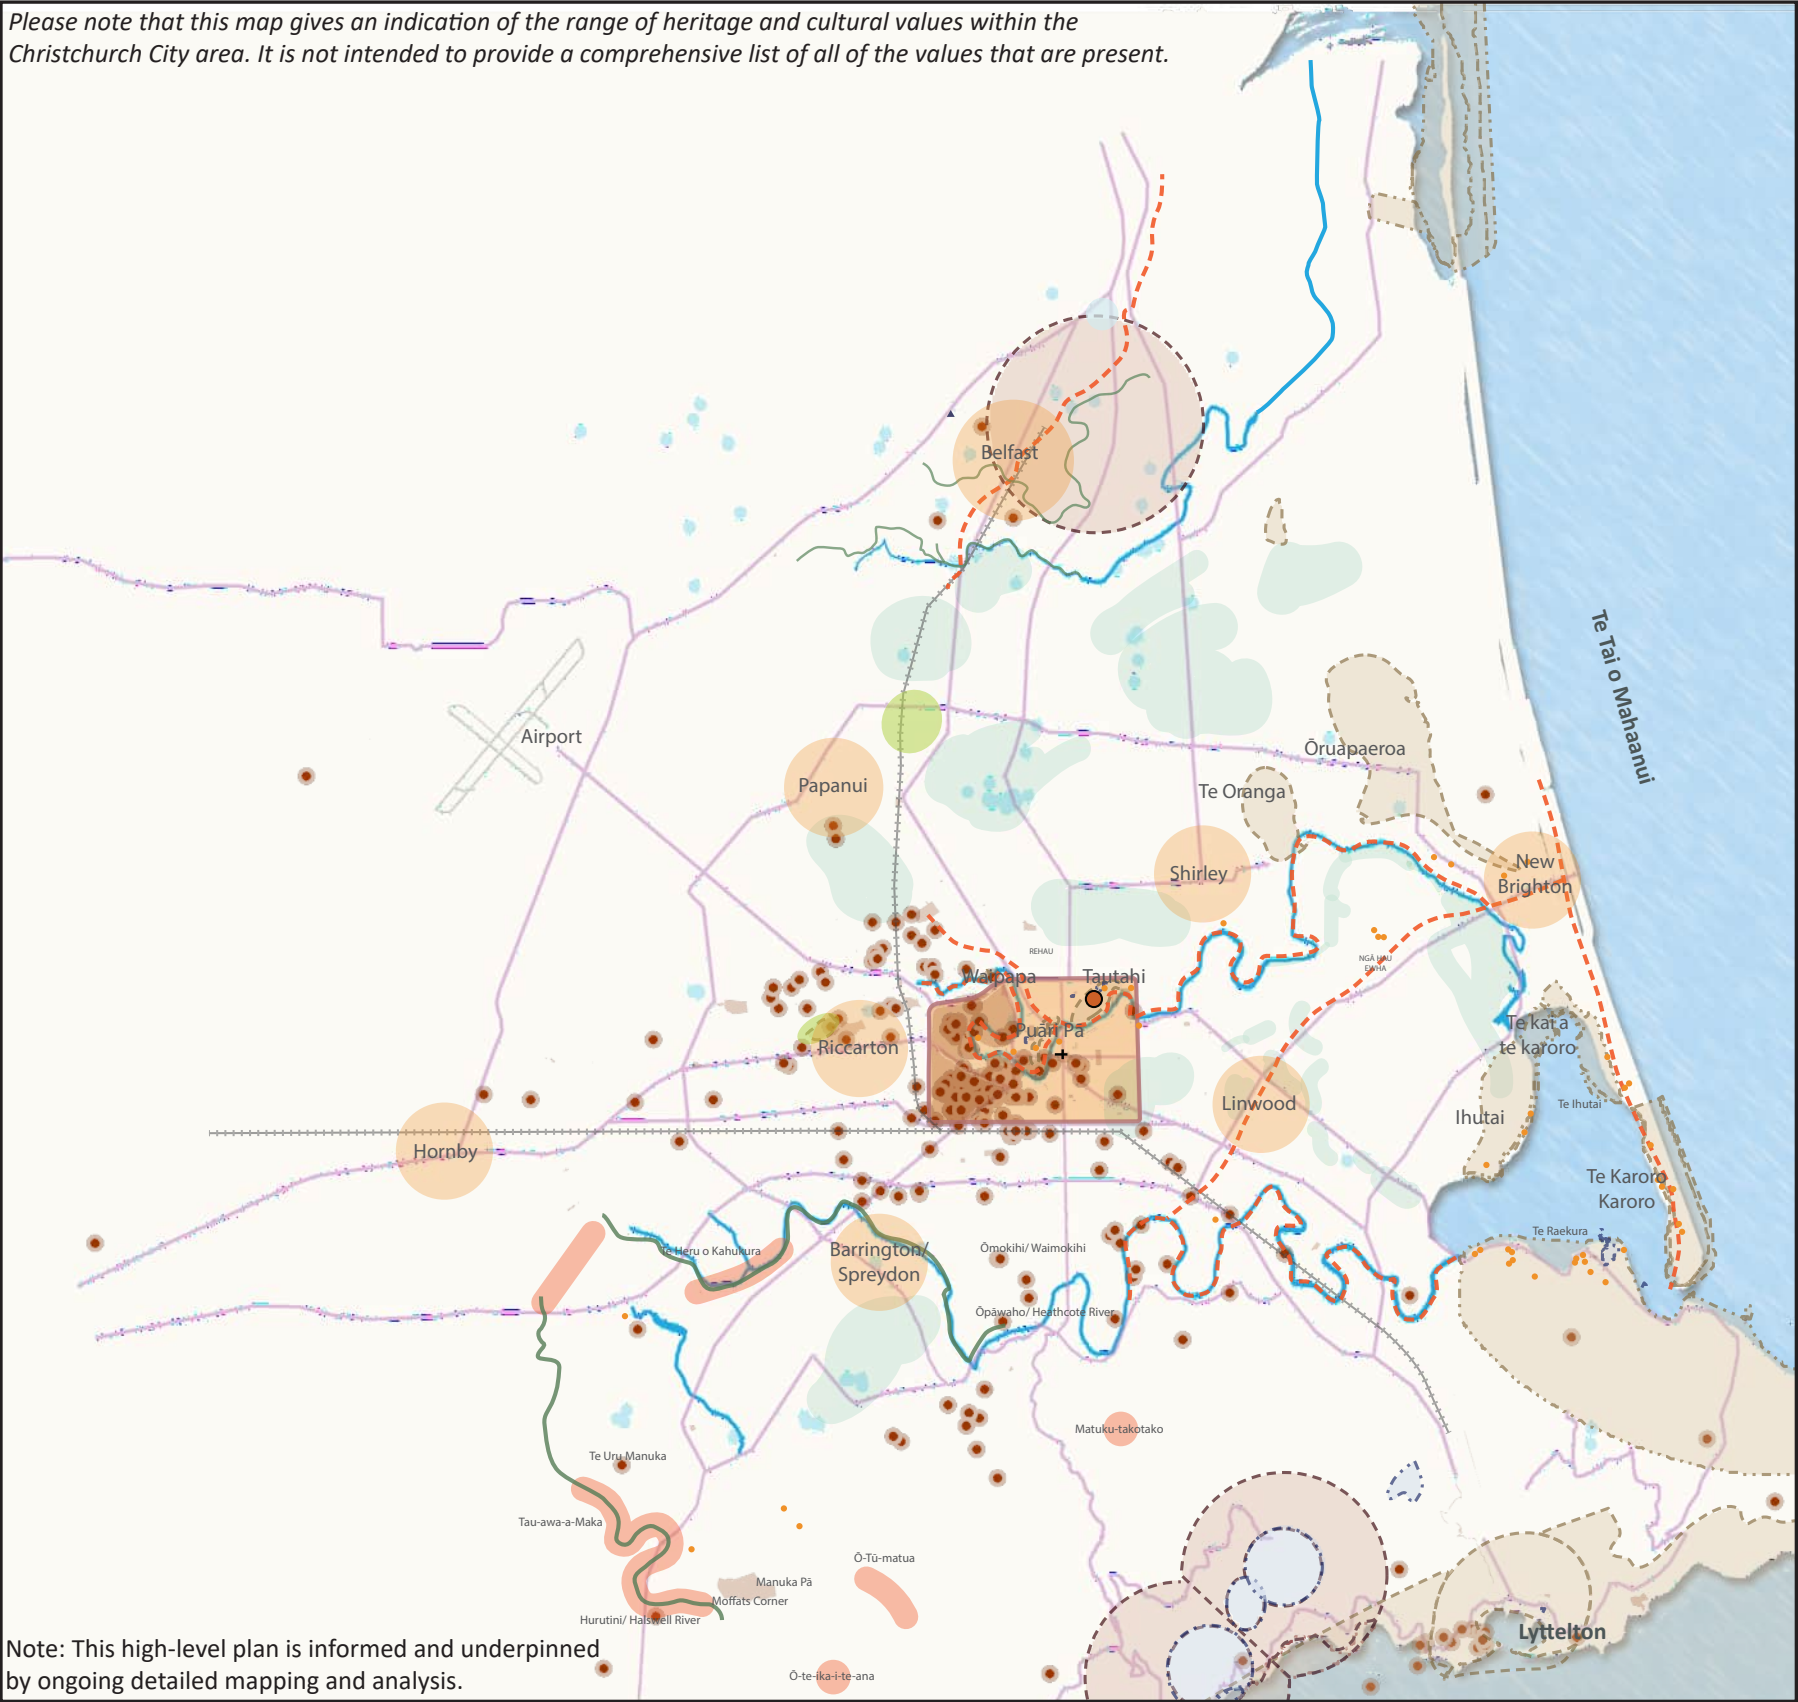 Please note that this map gives an indication of the range of heritage and cultural values within the
Christchurch City area. It is not intended to provide a comprehensive list of all of the values that are present.
Belfast
Te Tai o Mahaanui
Airport
Ōruapaeroa
Papanui
Te Oranga
New
Brighton
Shirley
REHAU
NGĀ HAU
EWHA
Waipapa
Tautahi
Puāri Pā
Te kai a
te karoro
Riccarton
Linwood
Te Ihutai
Ihutai
Hornby
Te Karoro
Karoro
Te Raekura
Te Heru o Kahukura
Barrington/
Spreydon
Ōmokihi/ Waimokihi
Ōpāwaho/ Heathcote River
Matuku-takotako
Te Uru Manuka
Tau-awa-a-Maka
Ō-Tū-matua
Manuka Pā
Moffats Corner
Hurutini/ Halswell River
Lyttelton
Ō-te-ika-i-te-ana
Note: This high-level plan is informed and underpinned
by ongoing detailed mapping and analysis.